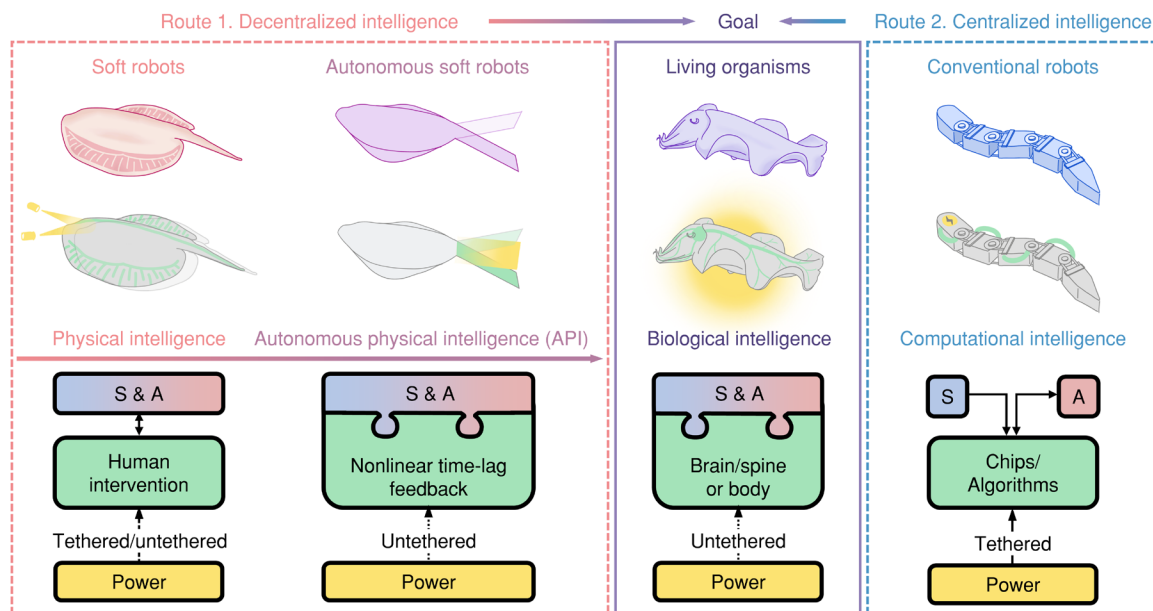 Route 1. Decentralized intelligence
Goal
Route 2. Centralized intelligence
Soft robots
Autonomous soft robots
Living organisms
Conventional robots
Physical intelligence
Autonomous physical intelligence (API)
Biological intelligence
Computational intelligence
S & A
Human
intervention
Tethered/untethered
Power
S & A
Nonlinear time-lag
feedback
Untethered
Power
S & A
Brain/spine
or body
Untethered
Power
S
A
Chips/
Algorithms
Tethered
Power